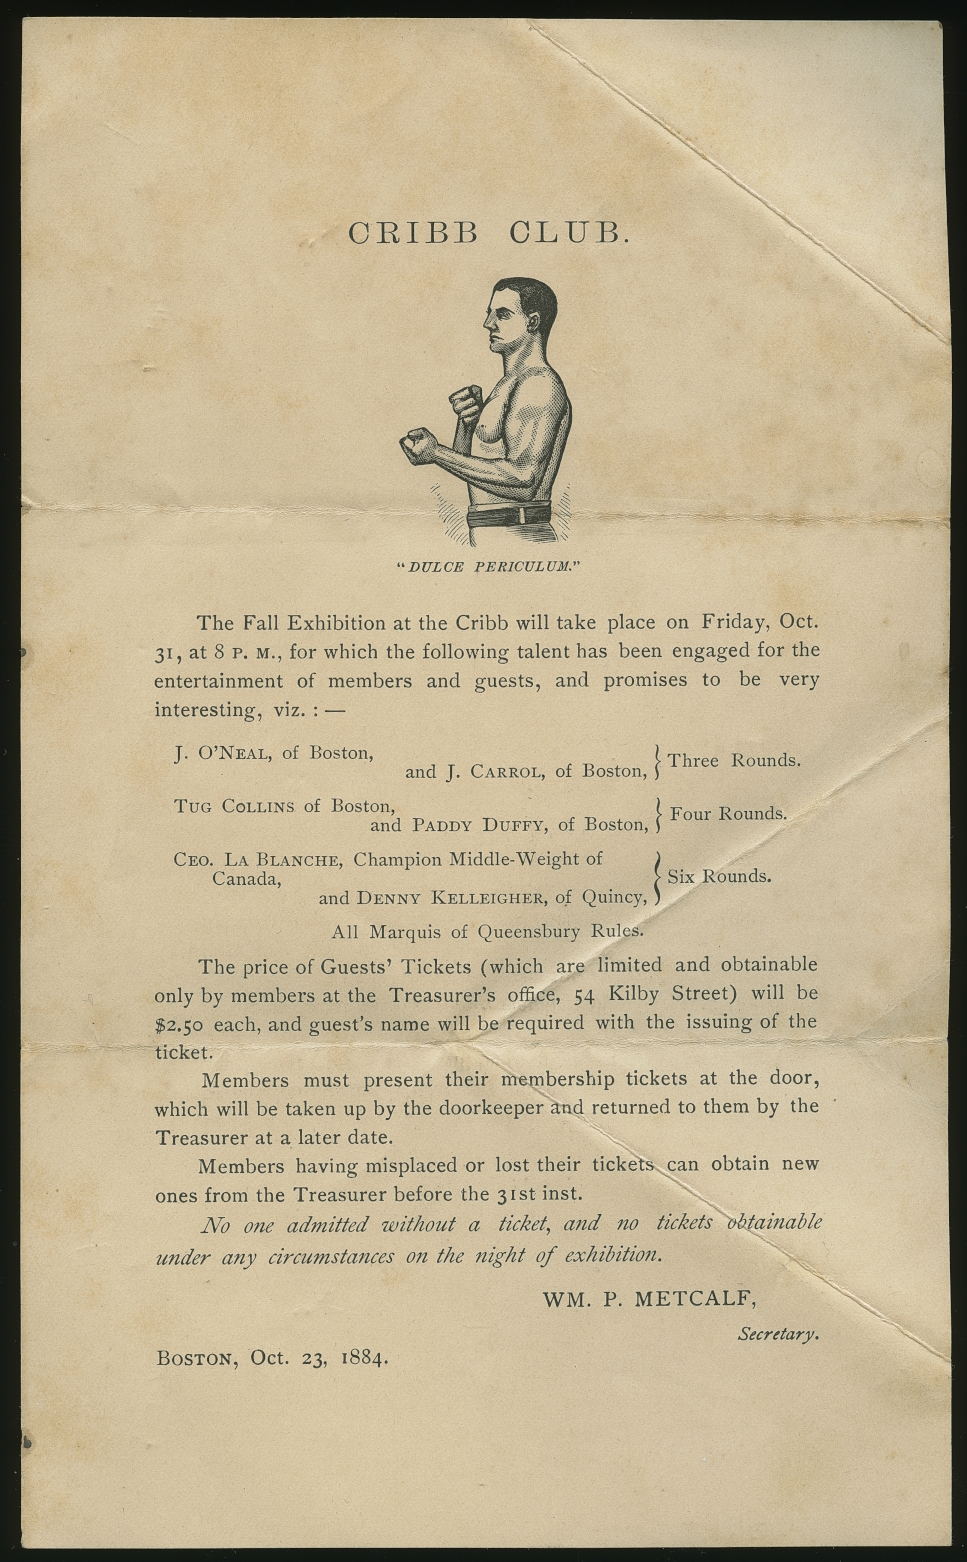 CRIBB CLUB.
"DULCE PERICULUM."
The Fall Exhibition at the Cribb will take place on Friday, Oct.
31, at 8 P. M., for which the following talent has been engaged for the
entertainment of members and guests, and promises to be very
interesting, viz. : —
J. O'NEAL, of Boston,
and J. CARROL, of Boston, } Three Rounds.
TUG COLLINS of Boston,
and PADDY DUFFY, of Boston, } Four Rounds.
CEO. LA BLANCHE, Champion Middle-Weight of
Canada,
and DENNY KELLEIGHER, of Quincy, } Six Rounds.
All Marquis of Queensbury Rules.
The price of Guests' Tickets (which are limited and obtainable
only by members at the Treasurer's office, 54 Kilby Street) will be
$2.50 each, and guest's name will be required with the issuing of the
ticket.
Members must present their membership tickets at the door,
which will be taken up by the doorkeeper and returned to them by the
Treasurer at a later date.
Members having misplaced or lost their tickets can obtain new
ones from the Treasurer before the 31st inst.
No one admitted without a ticket, and no tickets obtainable
under any circumstances on the night of exhibition.
WM. P. METCALF,
Secretary.
BOSTON, Oct. 23, 1884.